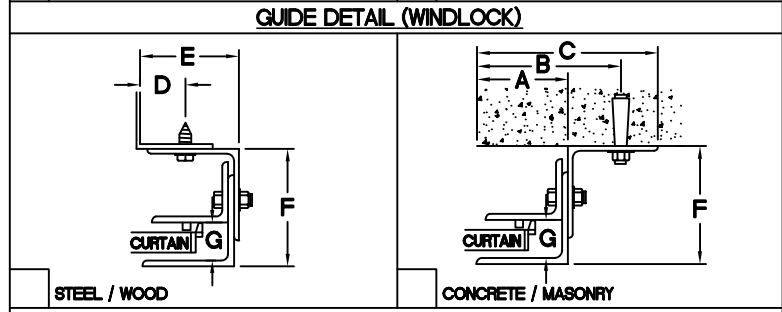 GUIDE DETAIL (WINDLOCK)
E
D
F
G
CURTAIN
STEEL / WOOD
C
B
A
F
G
CURTAIN
CONCRETE / MASONRY